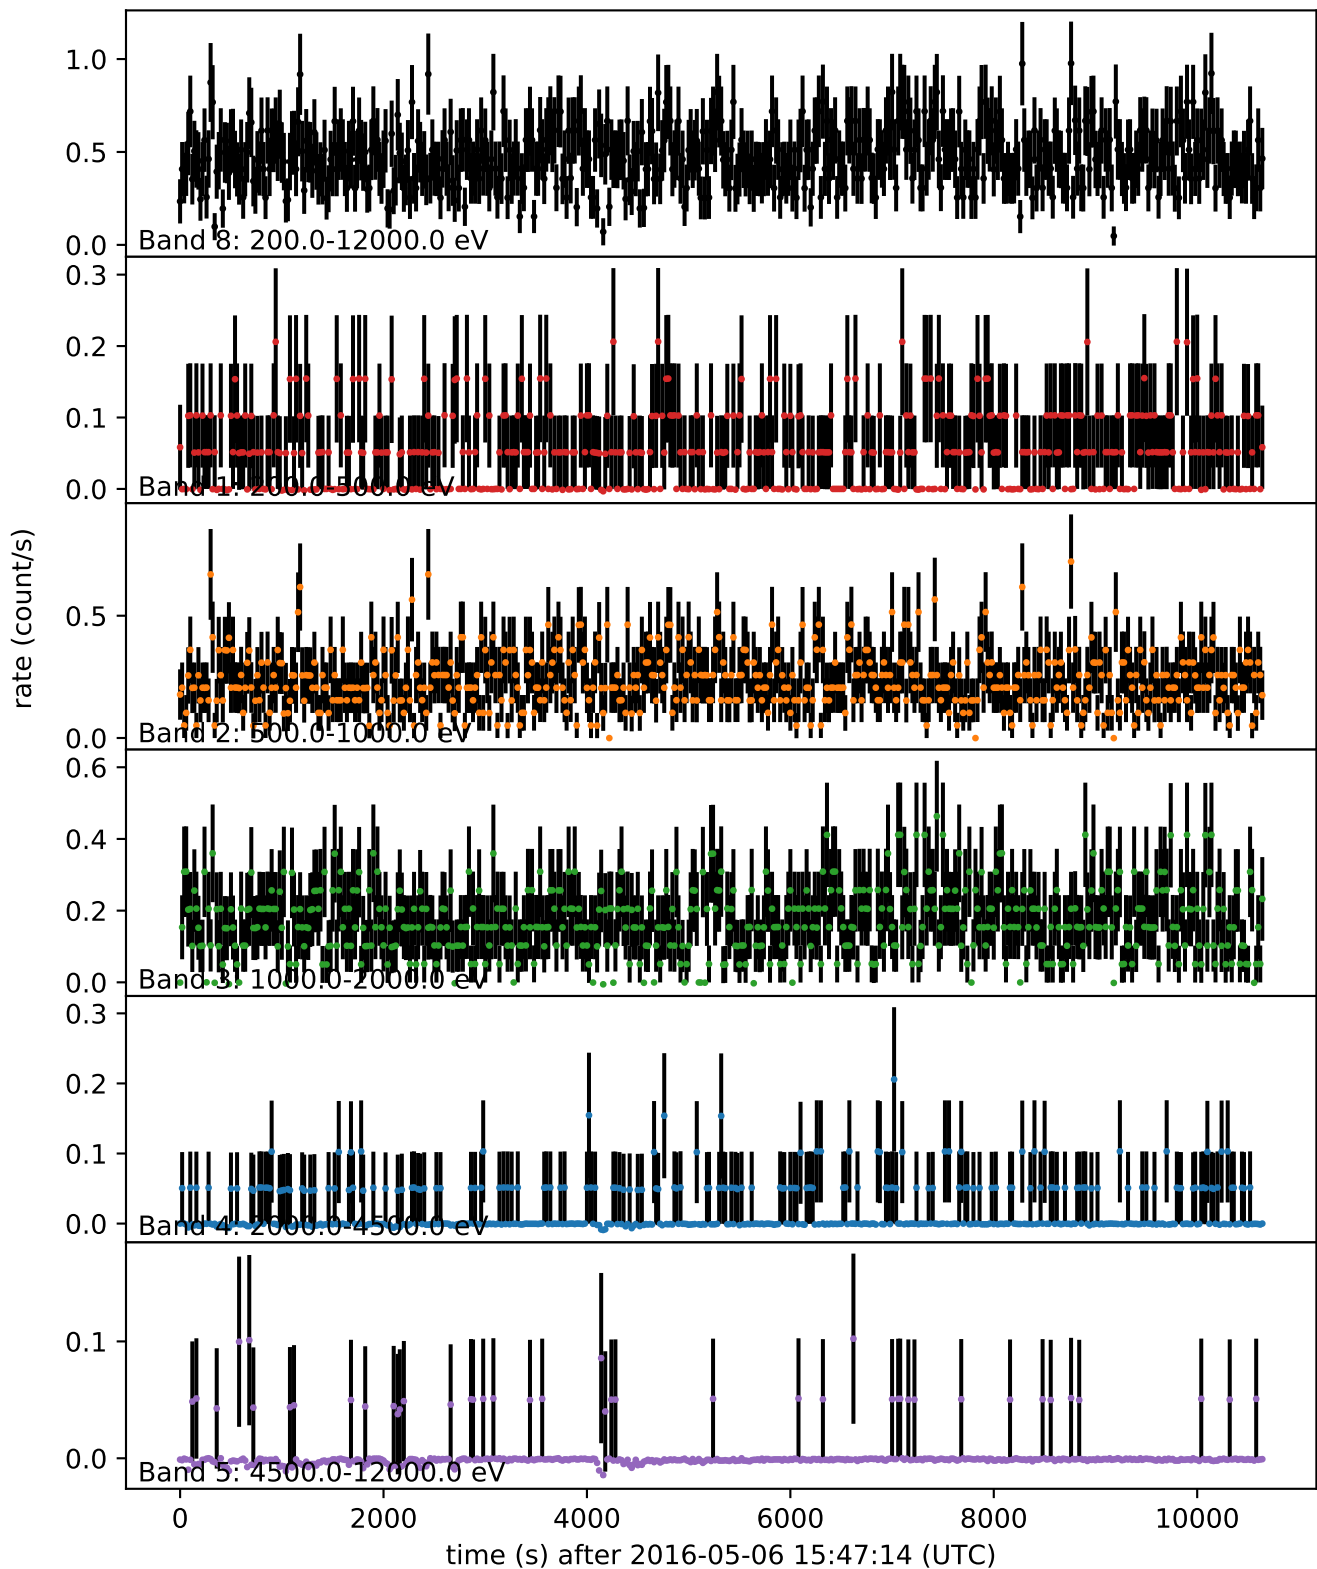 1.0
0.5
0.0
Band 8: 200.0-12000.0 eV
0.3
0.2
0.1
0.0
Band 1: 200.0-500.0 eV
rate (count/s)
0.5
0.0
Band 2: 500.0-1000.0 eV
0.6
0.4
0.2
0.0
Band 3: 1000.0-2000.0 eV
0.3
0.2
0.1
0.0
Band 4: 2000.0-4500.0 eV
0.1
0.0
Band 5: 4500.0-12000.0 eV
0 2000 4000 6000 8000 10000
time (s) after 2016-05-06 15:47:14 (UTC)